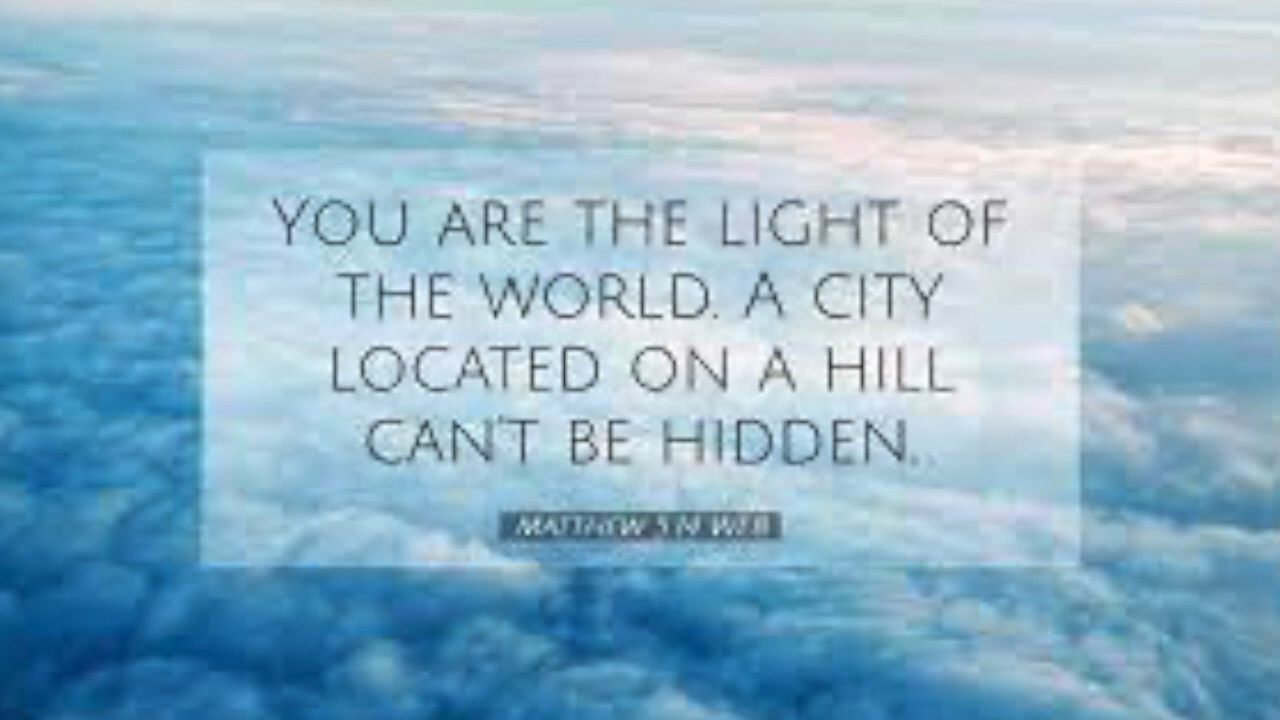 YOU ARE THE LIGHT OF
THE WORLD. A CITY
LOCATED ON A HILL
CAN'T BE HIDDEN.
MATTHEW 5:14 WEB